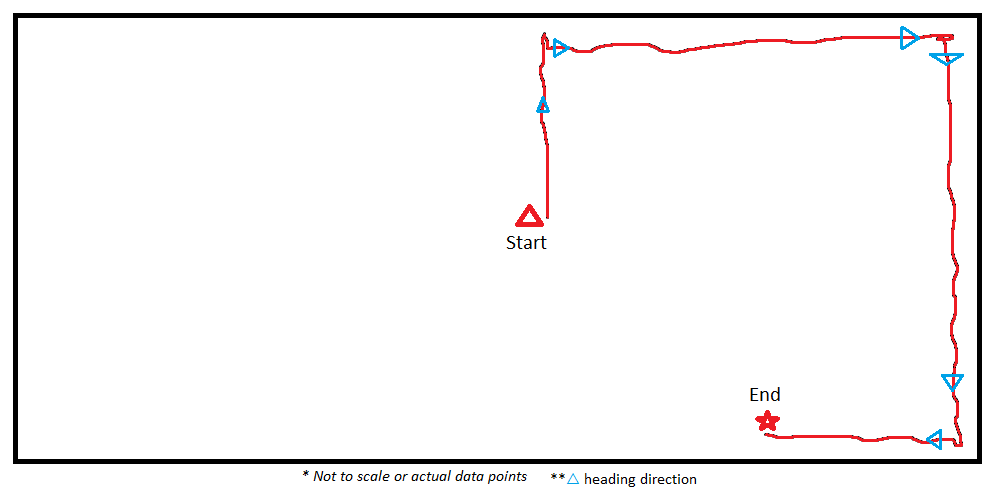 Start
End
* Not to scale or actual data points
**△ heading direction